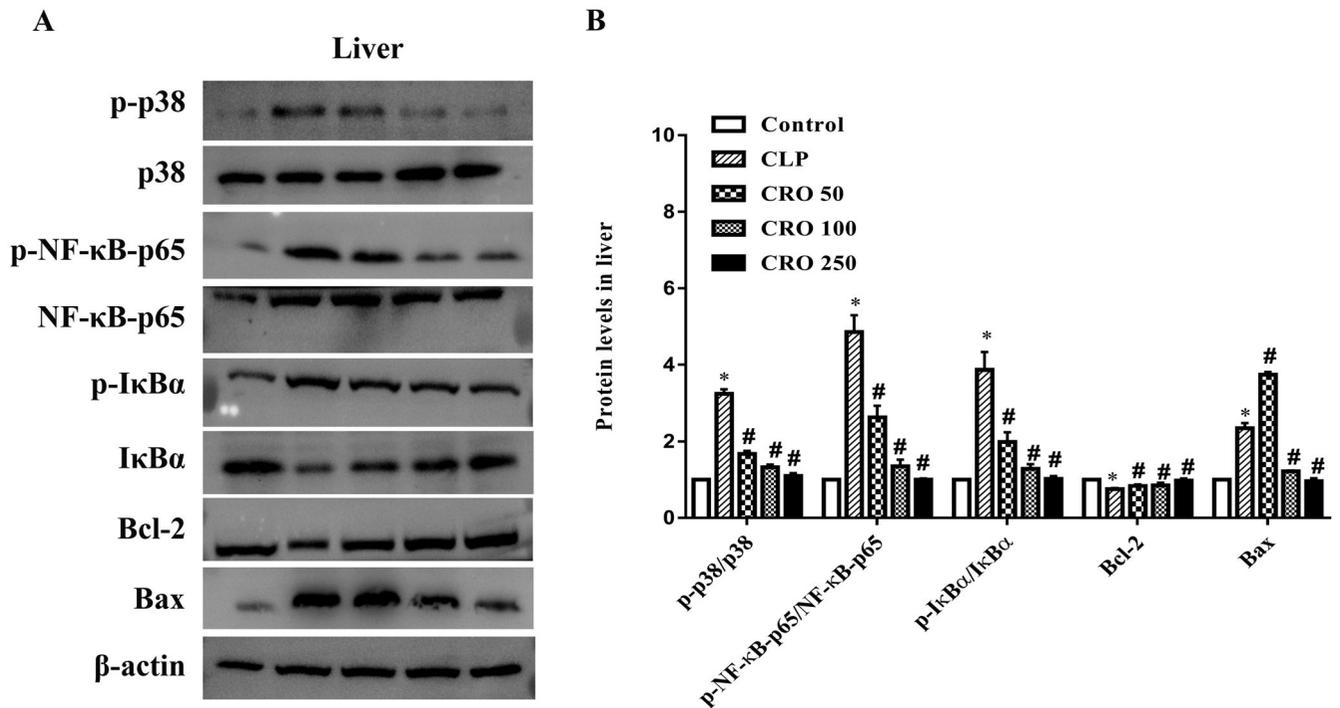 A
Liver
p-p38
p38
p-NF-κB-p65
NF-κB-p65
p-IκBα
IκBα
Bcl-2
Bax
β-actin
B
Control
CLP
CRO 50
CRO 100
CRO 250
Protein levels in liver
10
8
6
4
2
0
*
#
#
#
*
#
#
#
*
#
#
#
*
#
#
#
*
#
#
#
p-p38/p38
p-NF-κB-p65/NF-κB-p65
p-IκBα/IκBα
Bcl-2
Bax